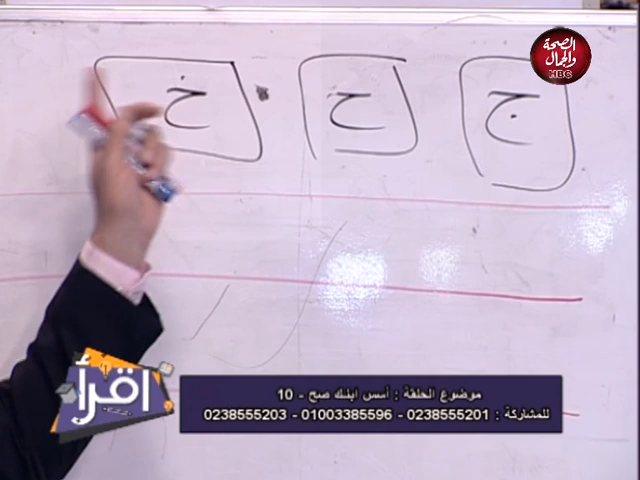 الصحة
والجمال
HBC
ج ح خ
اقرأ
موضوع الحلقة : أسس ابنك صح - 10
للمشاركة : 0238555201 - 01003385596 - 0238555203